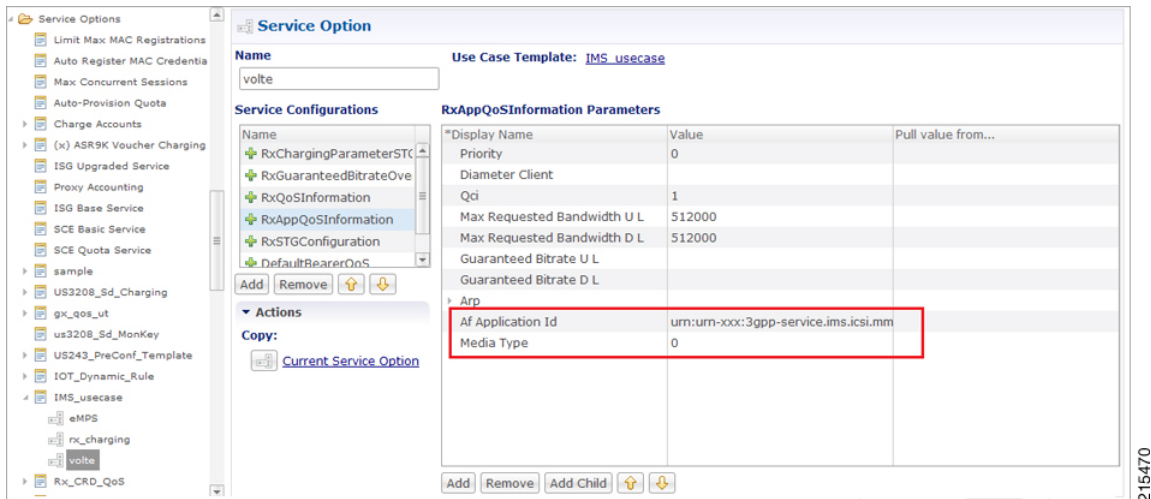 Service Options
Limit Max MAC Registrations
Auto Register MAC Credentia
Max Concurrent Sessions
Auto-Provision Quota
Charge Accounts
(x) ASR9K Voucher Charging
ISG Upgraded Service
Proxy Accounting
ISG Base Service
SCE Basic Service
SCE Quota Service
sample
US3208_Sd_Charging
gx_qos_ut
us3208_Sd_MonKey
US243_PreConf_Template
IOT_Dynamic_Rule
IMS_usecase
eMPS
rx_charging
volte
Rx_CRD_QoS
Service Option
Name
volte
Use Case Template: IMS_usecase
Service Configurations
Name
RxChargingParameterSTG
RxGuaranteedBitrateOve
RxQoSInformation
RxAppQoSInformation
RxSTGConfiguration
DefaultBearerQoS
Add Remove
Actions
Copy:
Current Service Option
RxAppQoSInformation Parameters
*Display Name Value Pull value from...
Priority 0
Diameter Client
Qci 1
Max Requested Bandwidth U L 512000
Max Requested Bandwidth D L 512000
Guaranteed Bitrate U L
Guaranteed Bitrate D L
Arp
Af Application Id urn:urn-xxx:3gpp-service.ims.icsi.mm
Media Type 0
Add Remove Add Child
215470